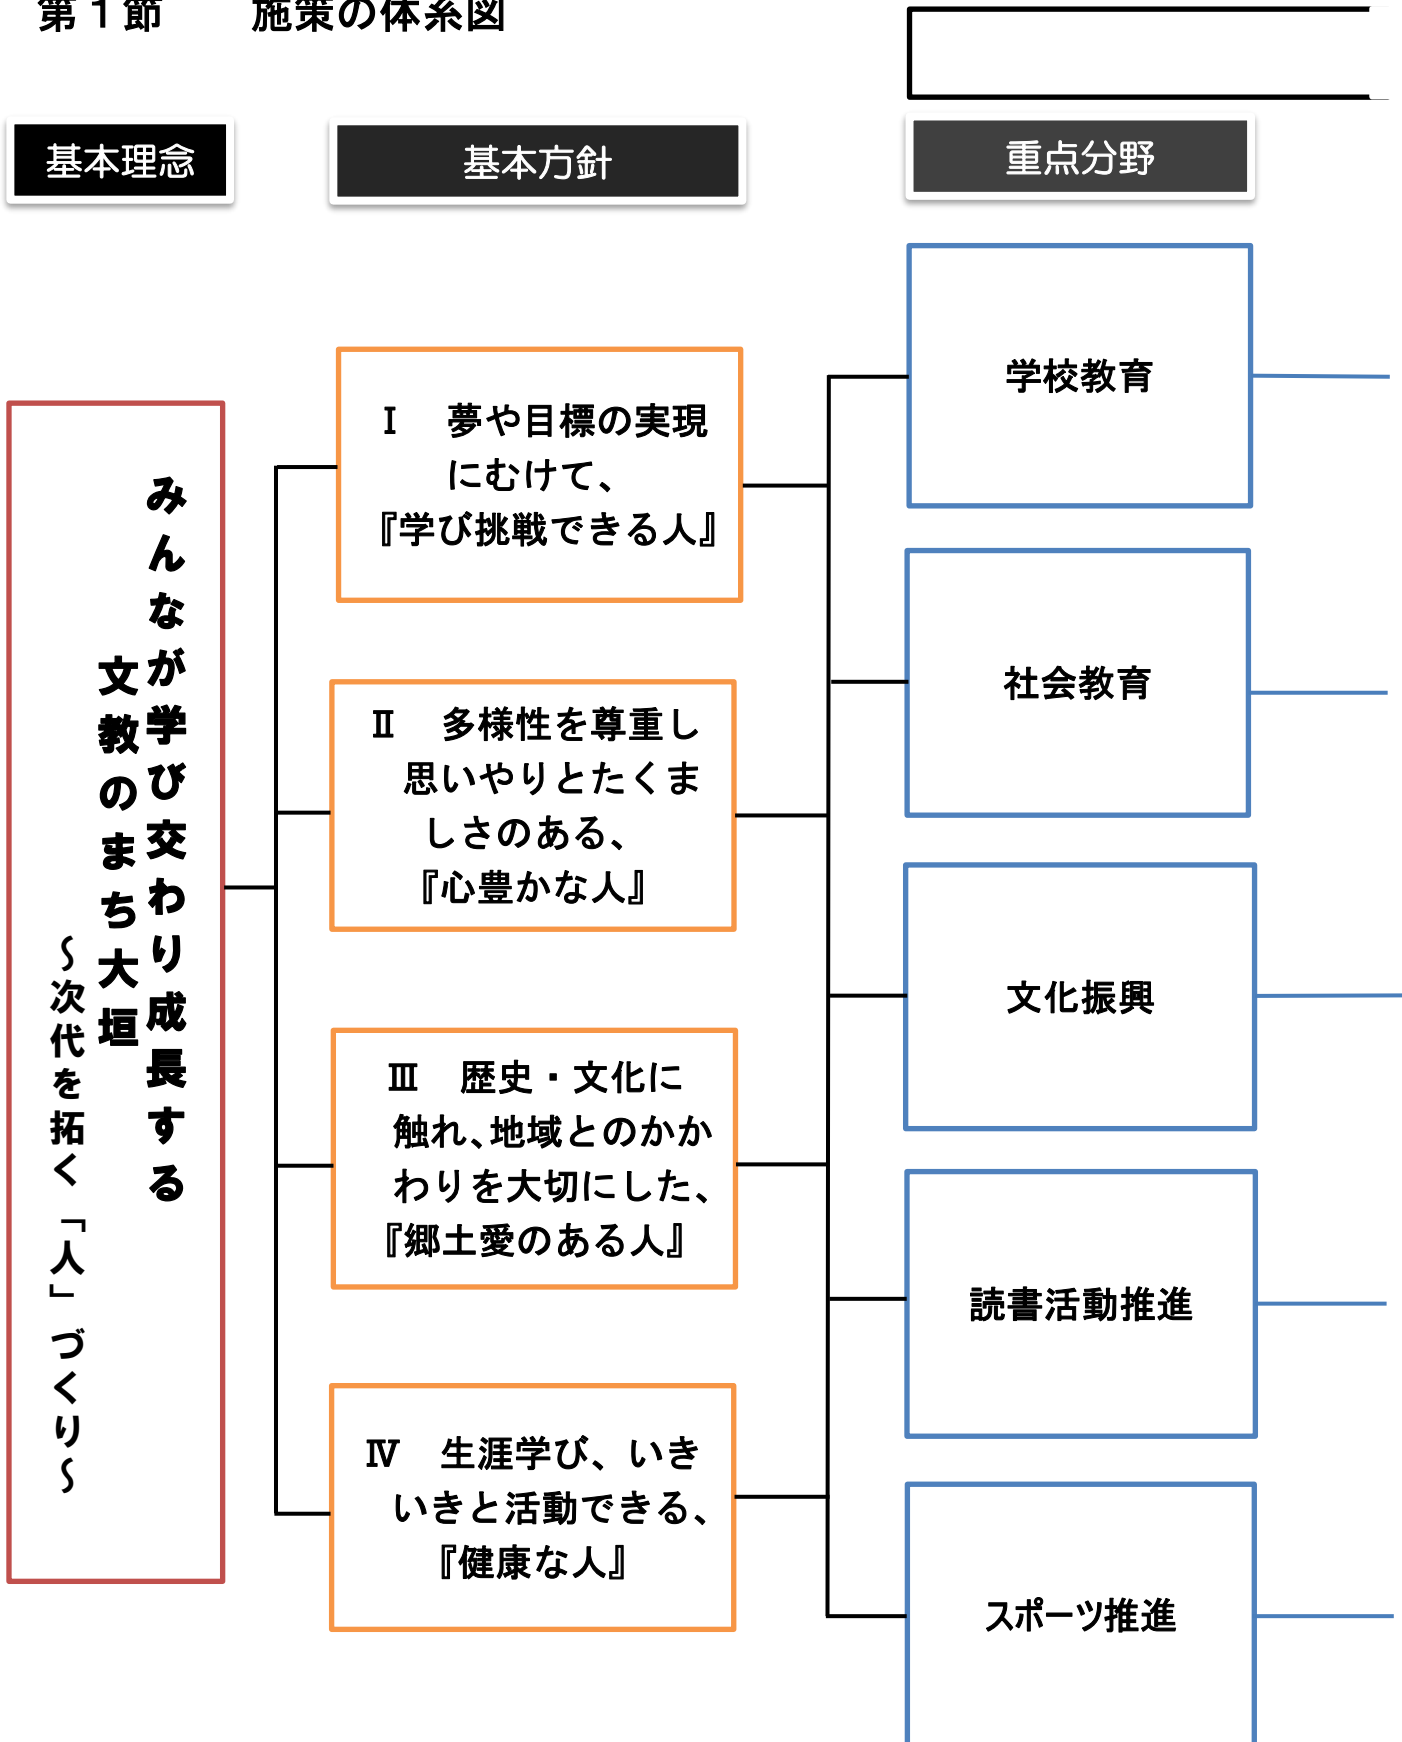 第１節　　施策の体系図
基本理念
基本方針
重点分野
みんなが学び交わり成長する
文教のまち大垣
～次代を拓く「人」づくり～
Ⅰ　夢や目標の実現
にむけて、
『学び挑戦できる人』
Ⅱ　多様性を尊重し
思いやりとたくま
しさのある、
『心豊かな人』
Ⅲ　歴史・文化に
触れ、地域とのかか
わりを大切にした、
『郷土愛のある人』
Ⅳ　生涯学び、いき
いきと活動できる、
『健康な人』
学校教育
社会教育
文化振興
読書活動推進
スポーツ推進